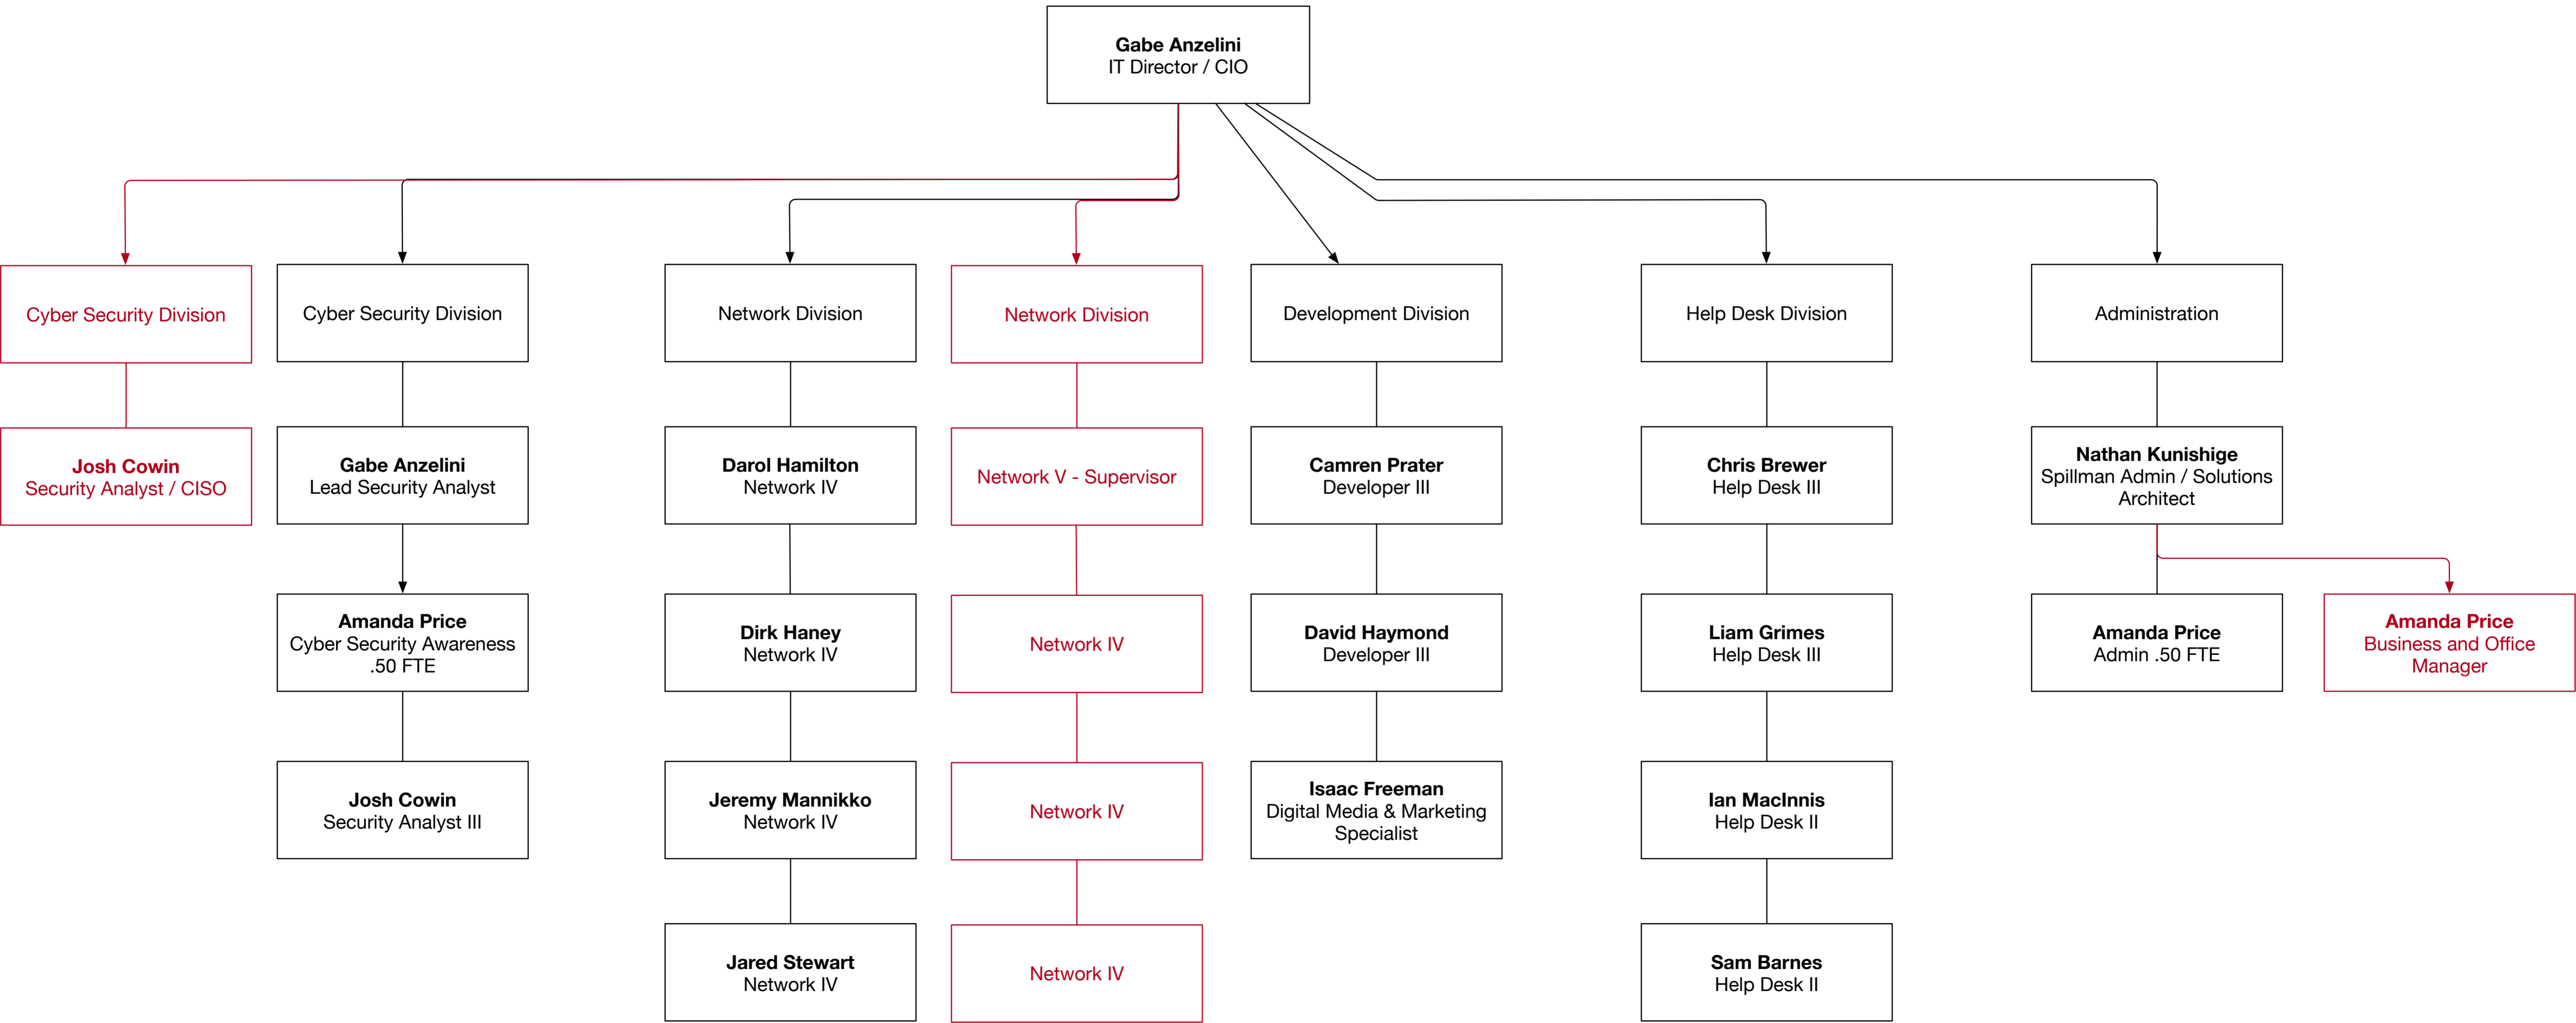 Gabe Anzelini
IT Director / CIO
Cyber Security Division
Cyber Security Division
Network Division
Network Division
Development Division
Help Desk Division
Administration
Josh Cowin
Security Analyst / CISO
Gabe Anzelini
Lead Security Analyst
Darol Hamilton
Network IV
Network V - Supervisor
Camren Prater
Developer III
Chris Brewer
Help Desk III
Nathan Kunishige
Spillman Admin / Solutions
Architect
Amanda Price
Cyber Security Awareness
.50 FTE
Dirk Haney
Network IV
Network IV
David Haymond
Developer III
Liam Grimes
Help Desk III
Amanda Price
Admin .50 FTE
Amanda Price
Business and Office
Manager
Josh Cowin
Security Analyst III
Jeremy Mannikko
Network IV
Network IV
Isaac Freeman
Digital Media & Marketing
Specialist
Ian MacInnis
Help Desk II
Jared Stewart
Network IV
Network IV
Sam Barnes
Help Desk II